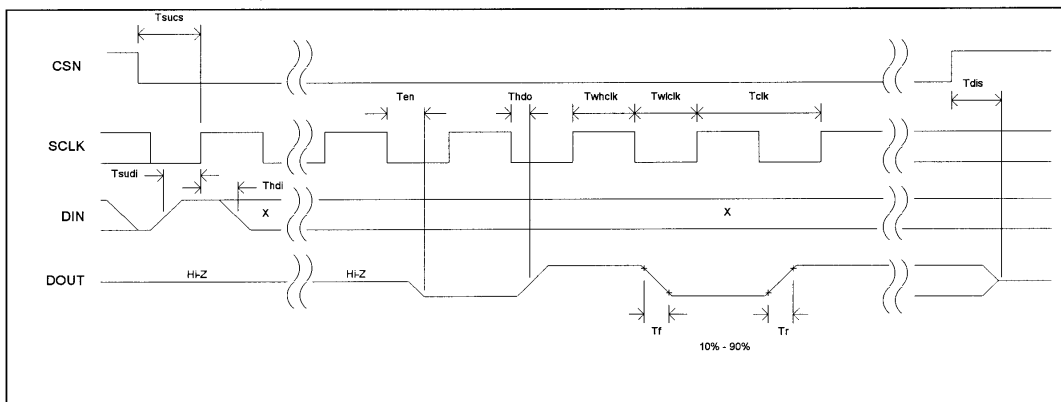 Tsucs
CSN
Ten
Thdo
Twhclk
Twlclk
Tclk
Tdis
SCLK
Tsudi
Thdi
DIN
X
X
DOUT
Hi-Z
Hi-Z
Tf
Tr
10% - 90%